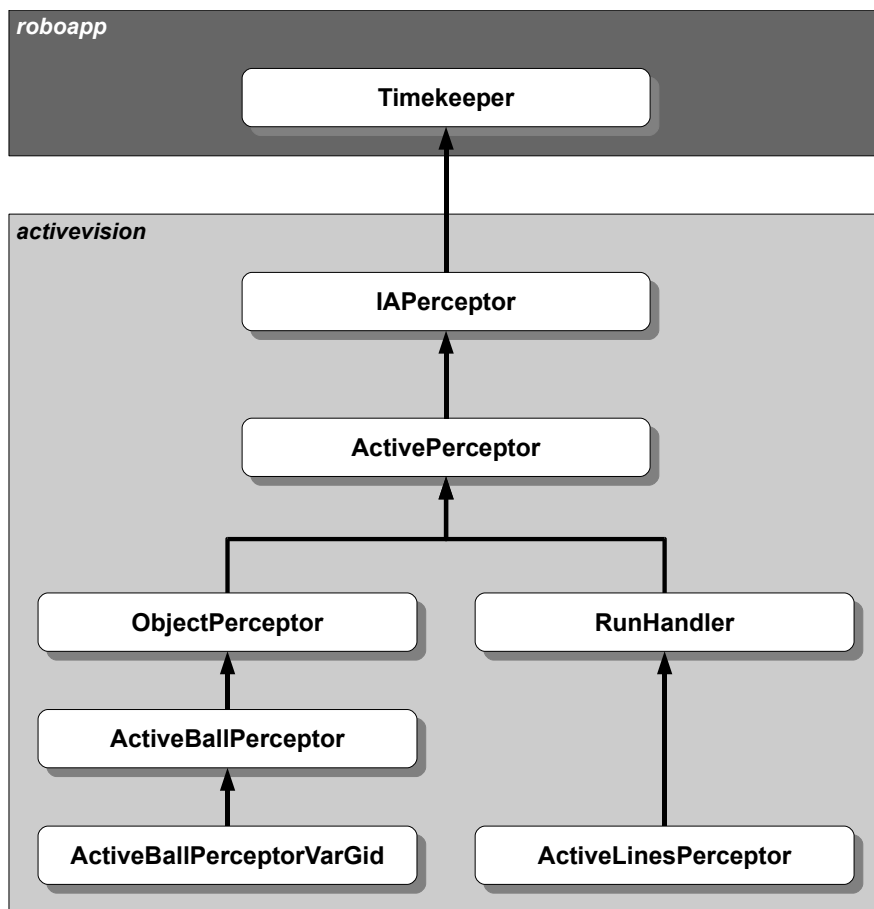 roboapp
Timekeeper
activevision
IAPerceptor
ActivePerceptor
ObjectPerceptor
RunHandler
ActiveBallPerceptor
ActiveBallPerceptorVarGid
ActiveLinesPerceptor